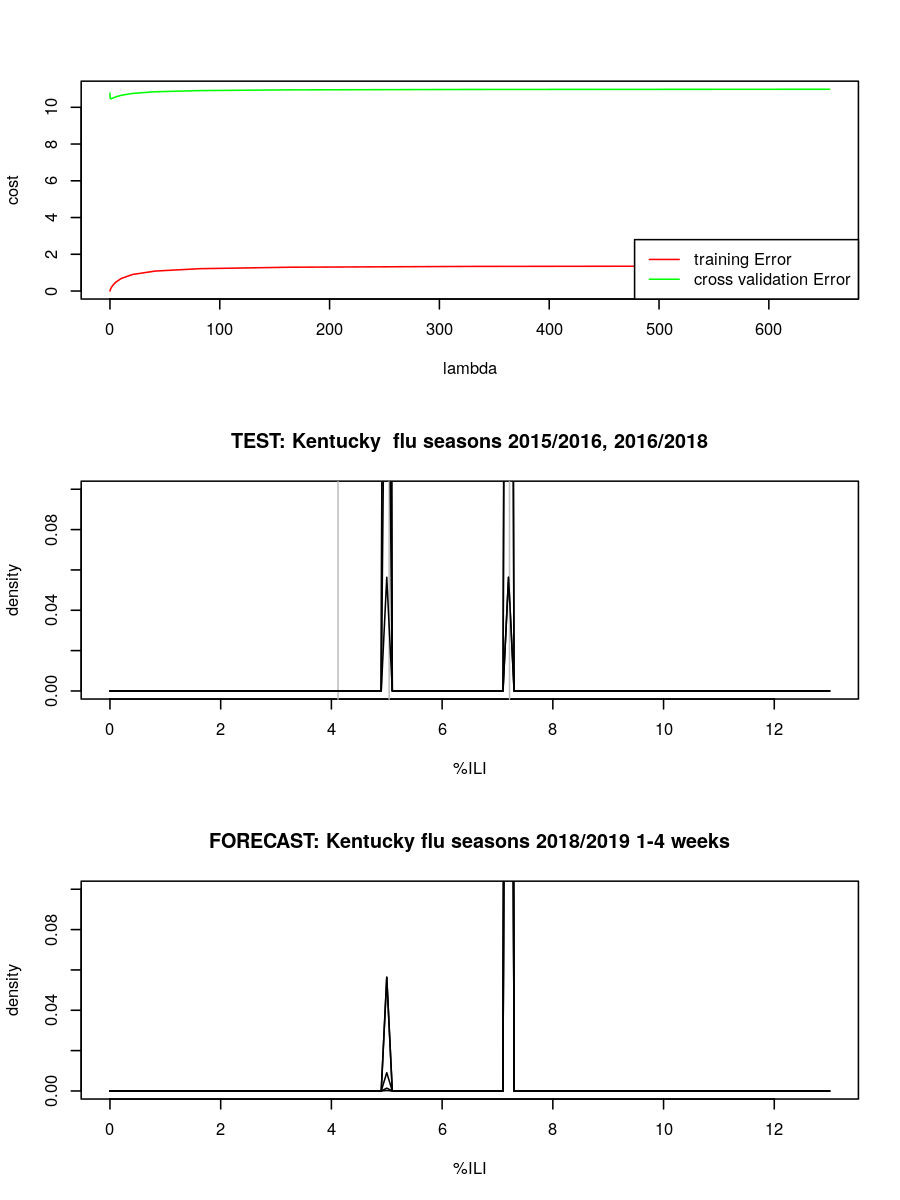 cost
0
2
4
6
8
10
training Error
cross validation Error
0 100 200 300 400 500 600
lambda
TEST: Kentucky  flu seasons 2015/2016, 2016/2018
density
0.00
0.04
0.08
0 2 4 6 8 10 12
%ILI
FORECAST: Kentucky flu seasons 2018/2019 1-4 weeks
density
0.00
0.04
0.08
0 2 4 6 8 10 12
%ILI